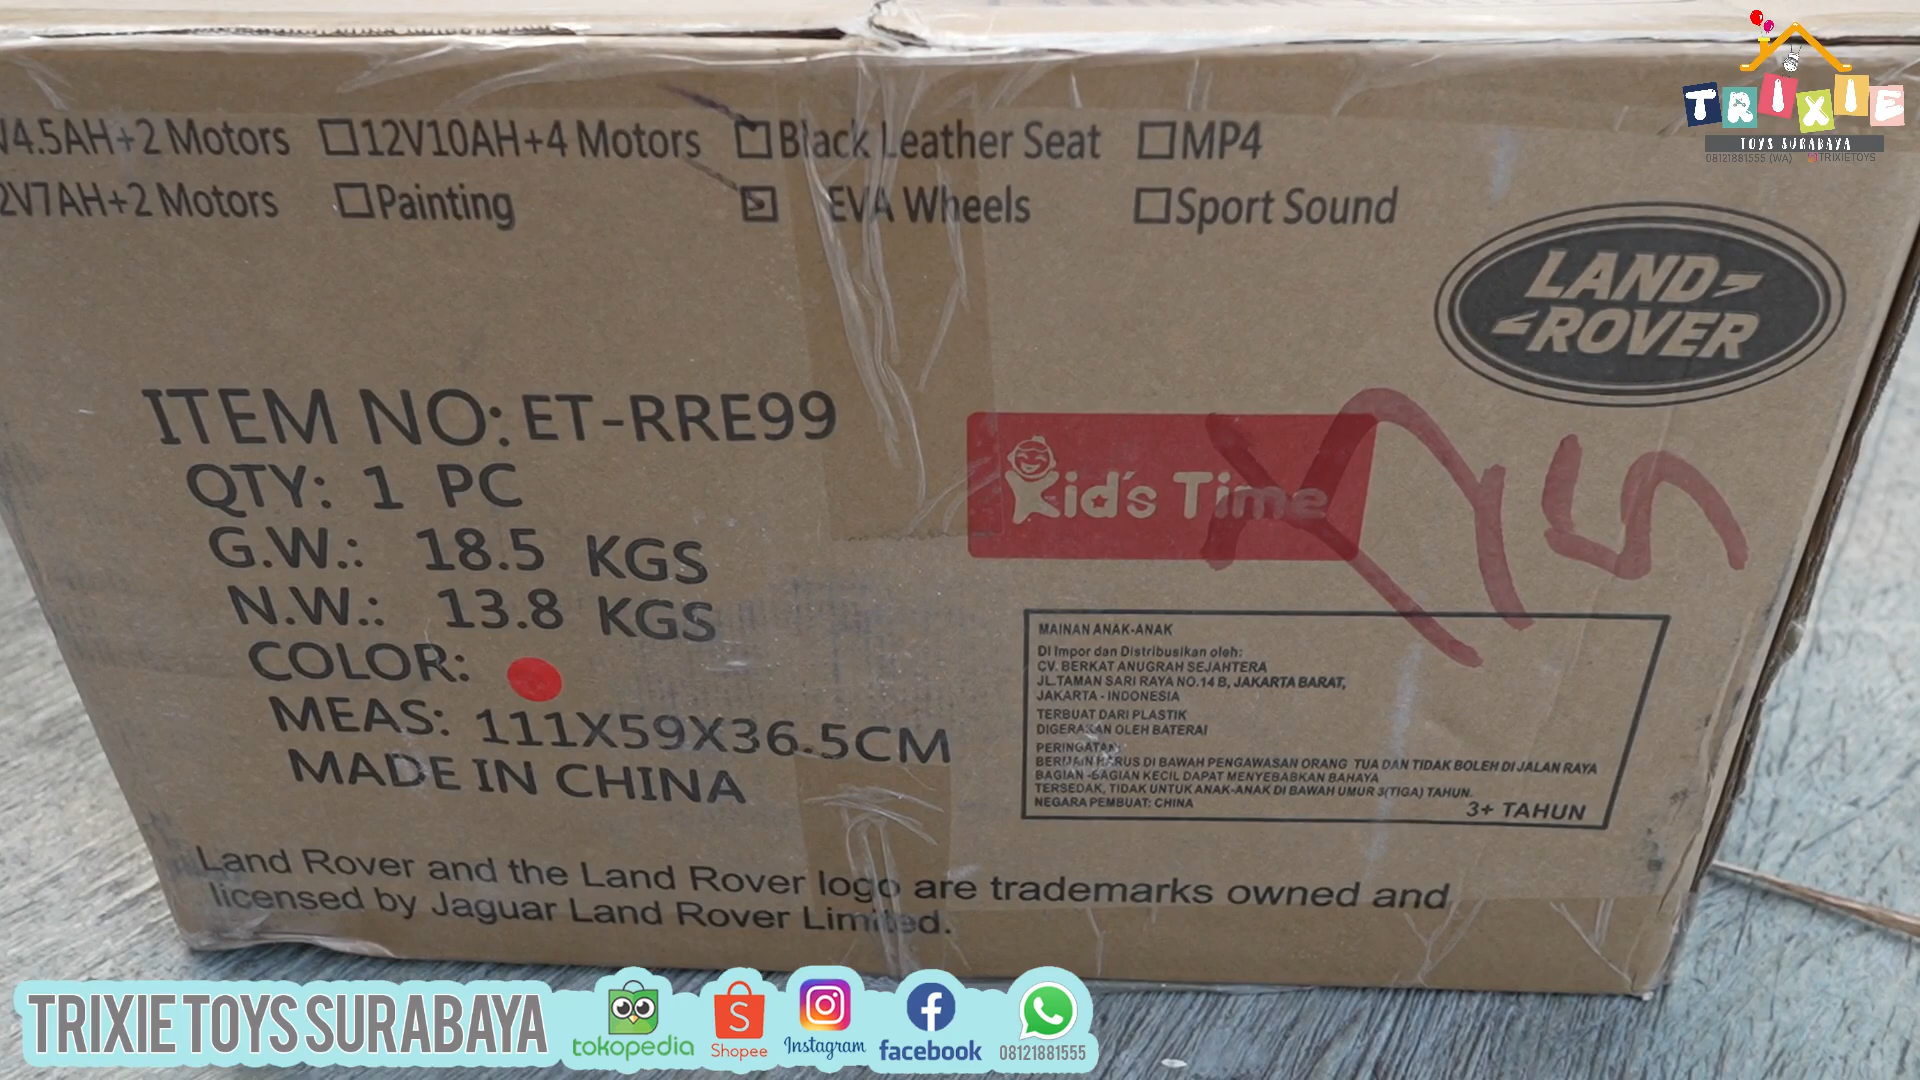 TRIXIE
TOYS SURABAYA
08121881555 (WA) TRIXIETOYS
V4.5AH+2 Motors 12V10AH+4 Motors Black Leather Seat MP4
2V7AH+2 Motors Painting EVA Wheels Sport Sound
LAND
ROVER
ITEM NO: ET-RRE99
QTY: 1 PC
G.W.: 18.5 KGS
N.W.: 13.8 KGS
COLOR:
MEAS: 111X59X36.5CM
MADE IN CHINA
Kid's Time
MAINAN ANAK-ANAK
DI Impor dan Distribusikan oleh:
CV. BERKAT ANUGRAH SEJAHTERA
JL.TAMAN SARI RAYA NO.14 B, JAKARTA BARAT,
JAKARTA - INDONESIA
TERBUAT DARI PLASTIK
DIGERAKAN OLEH BATERAI
PERINGATAN:
BERMAIN HARUS DI BAWAH PENGAWASAN ORANG TUA DAN TIDAK BOLEH DI JALAN RAYA
BAGIAN -BAGIAN KECIL DAPAT MENYEBABKAN BAHAYA
TERSEDAK, TIDAK UNTUK ANAK-ANAK DI BAWAH UMUR 3(TIGA) TAHUN.
NEGARA PEMBUAT: CHINA
3+ TAHUN
Land Rover and the Land Rover logo are trademarks owned and
licensed by Jaguar Land Rover Limited.
TRIXIE TOYS SURABAYA
tokopedia
Shopee
Instagram
facebook
08121881555